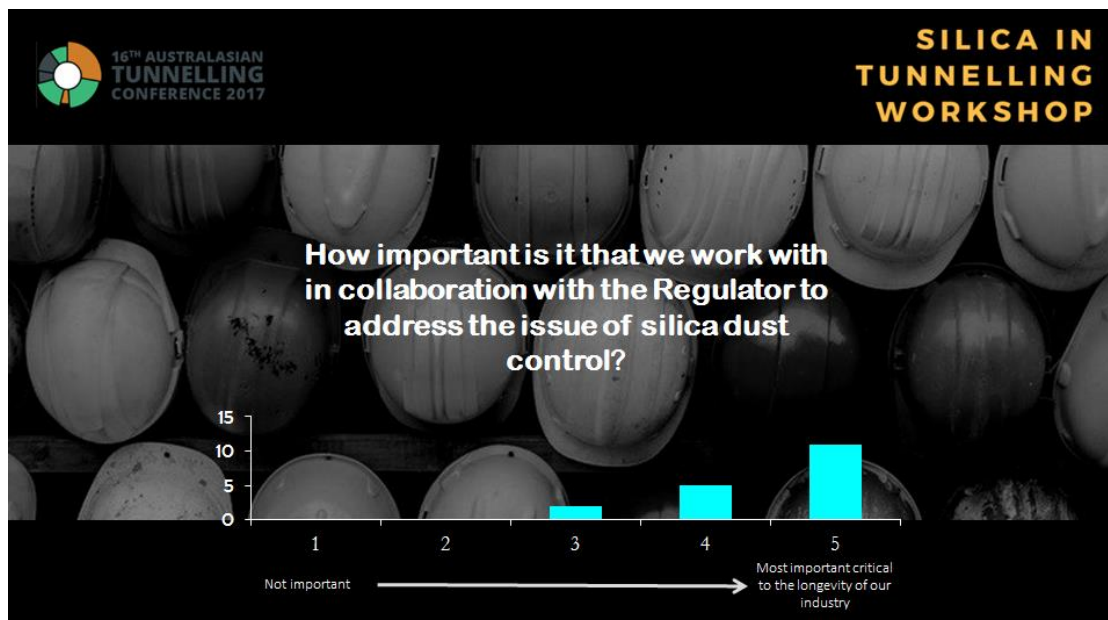 16TH AUSTRALASIAN
TUNNELLING
CONFERENCE 2017
SILICA IN
TUNNELLING
WORKSHOP
How important is it that we work with
in collaboration with the Regulator to
address the issue of silica dust
control?
15
10
5
0
1 2 3 4 5
Not important
Most important critical
to the longevity of our
industry